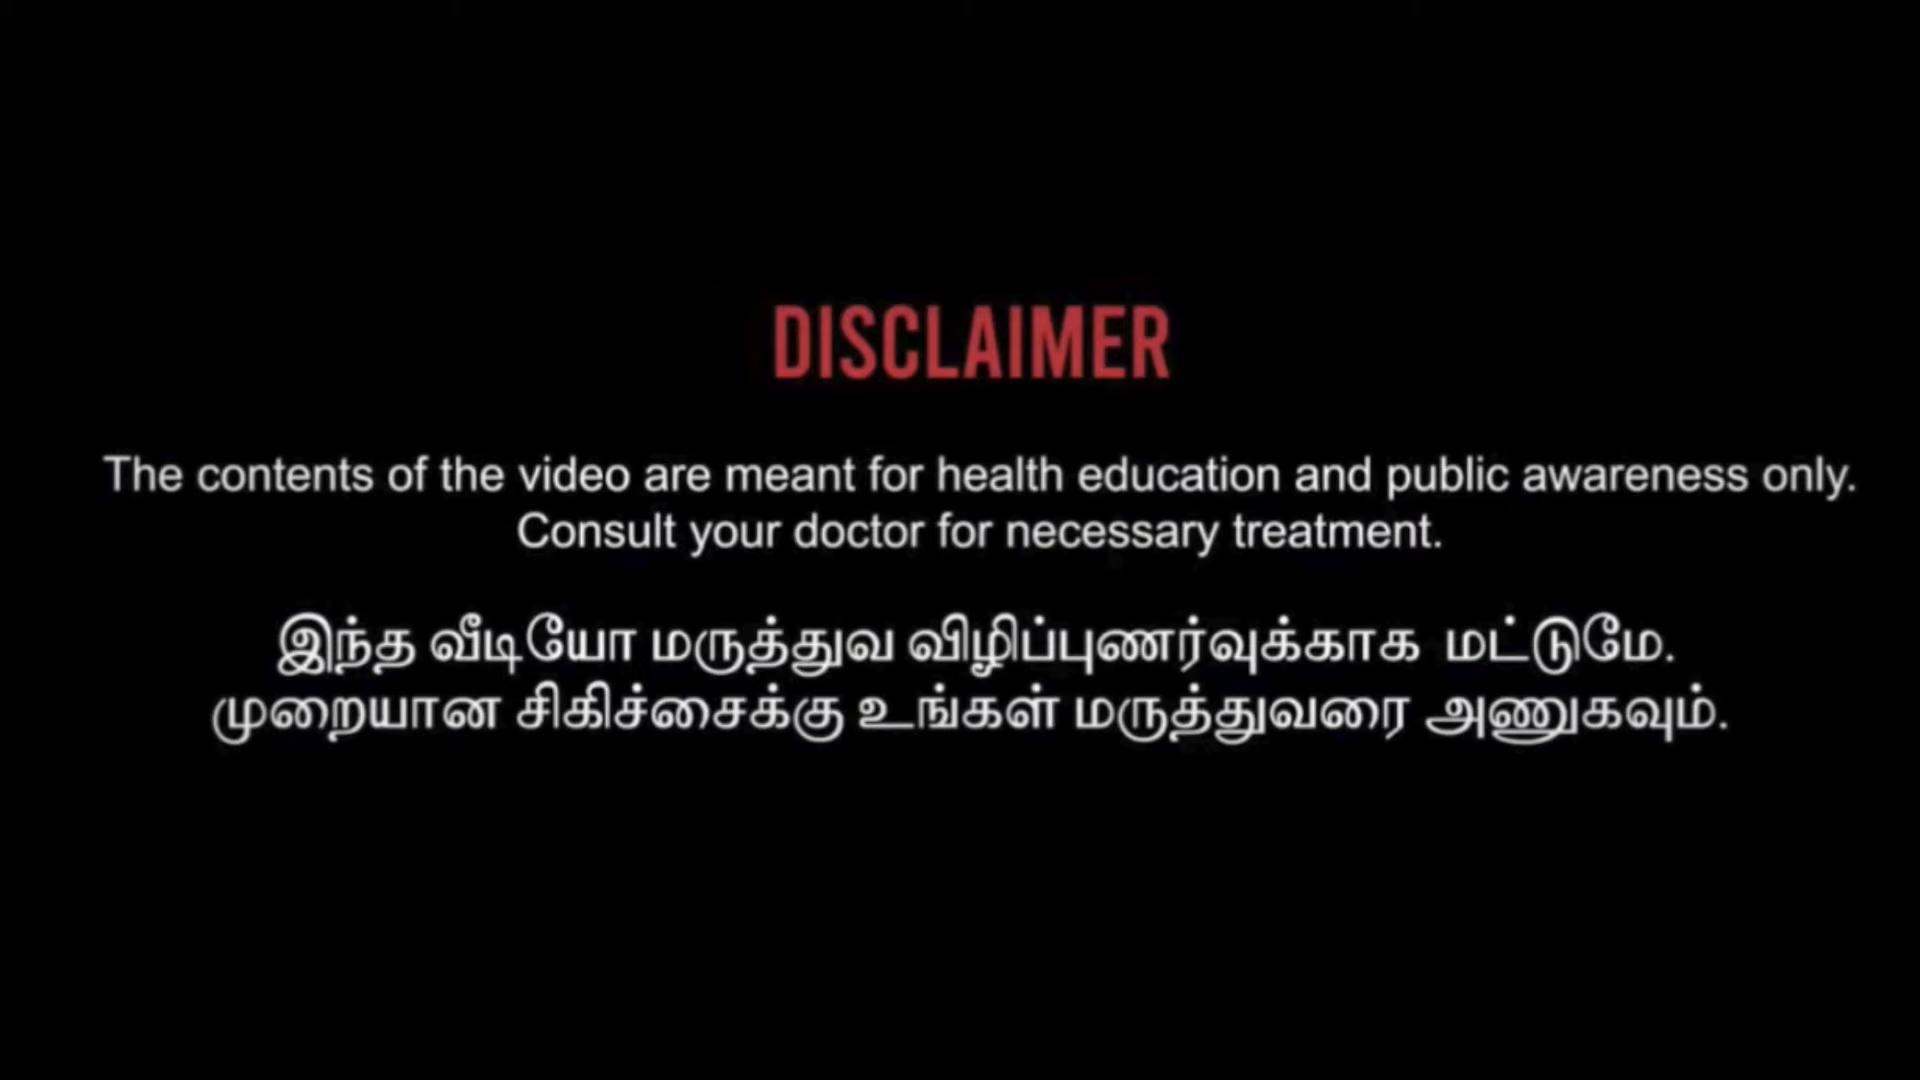 DISCLAIMER
The contents of the video are meant for health education and public awareness only.
Consult your doctor for necessary treatment.
இந்த வீடியோ மருத்துவ விழிப்புணர்வுக்காக மட்டுமே.
முறையான சிகிச்சைக்கு உங்கள் மருத்துவரை அணுகவும்.